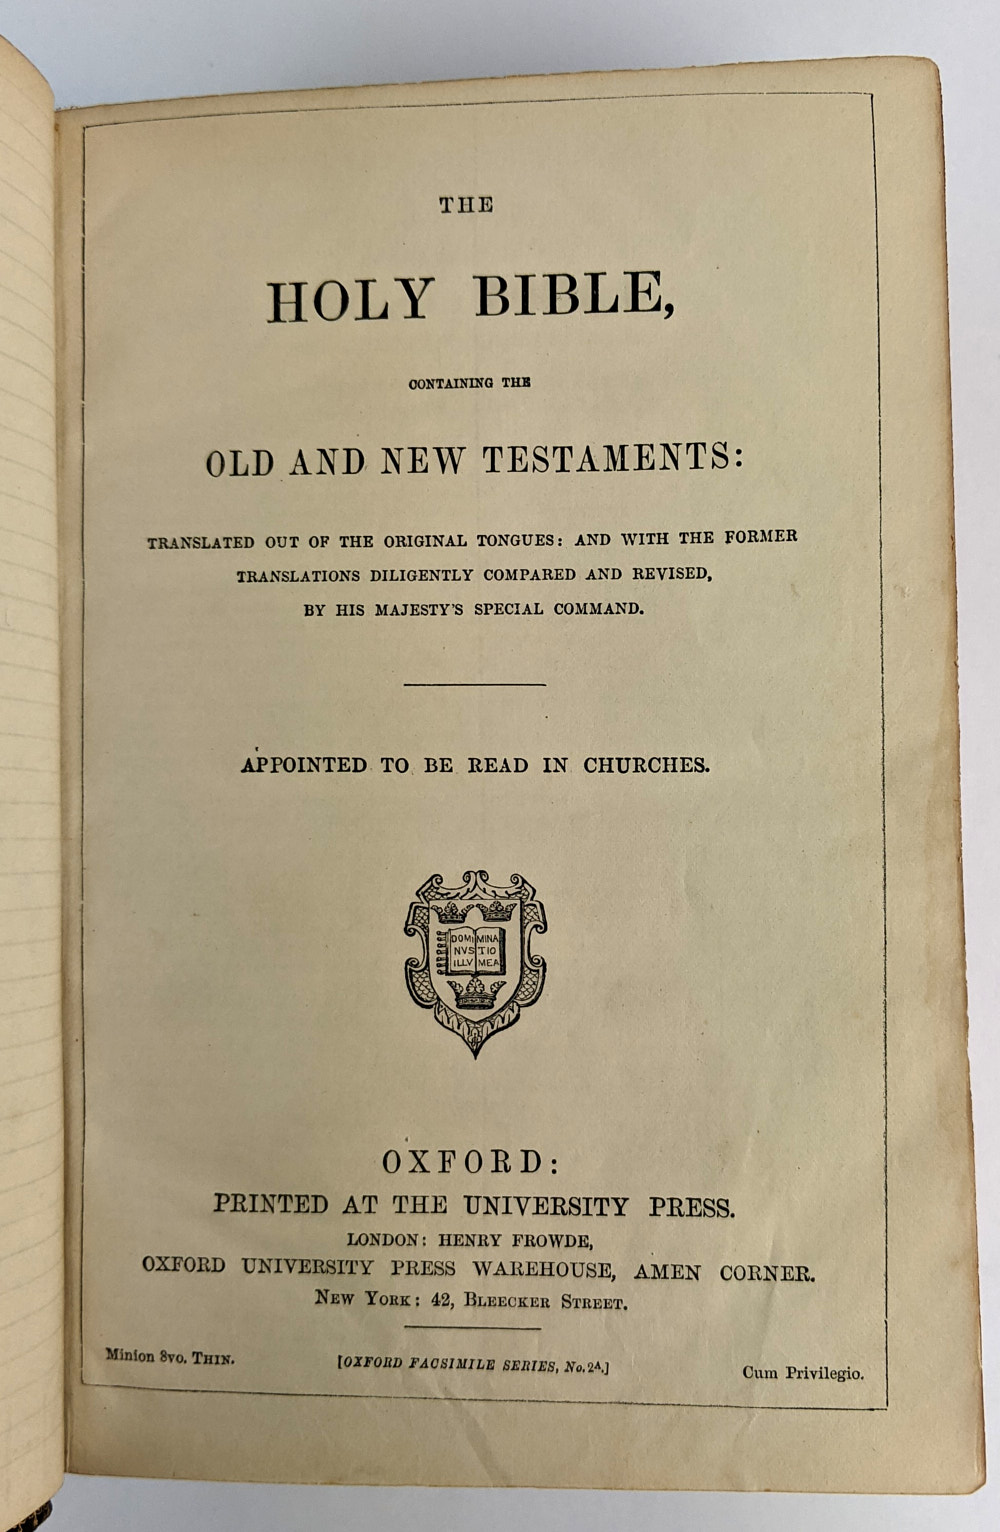 THE
HOLY BIBLE,
CONTAINING THE
OLD AND NEW TESTAMENTS:
TRANSLATED OUT OF THE ORIGINAL TONGUES: AND WITH THE FORMER
TRANSLATIONS DILIGENTLY COMPARED AND REVISED,
BY HIS MAJESTY'S SPECIAL COMMAND.
APPOINTED TO BE READ IN CHURCHES.
DOMI MINA
NVS TIO
ILLV MEA
OXFORD:
PRINTED AT THE UNIVERSITY PRESS.
LONDON: HENRY FROWDE,
OXFORD UNIVERSITY PRESS WAREHOUSE, AMEN CORNER.
NEW YORK: 42, BLEECKER STREET.
Minion 8vo. THIN.
[OXFORD FACSIMILE SERIES, No. 2A.]
Cum Privilegio.